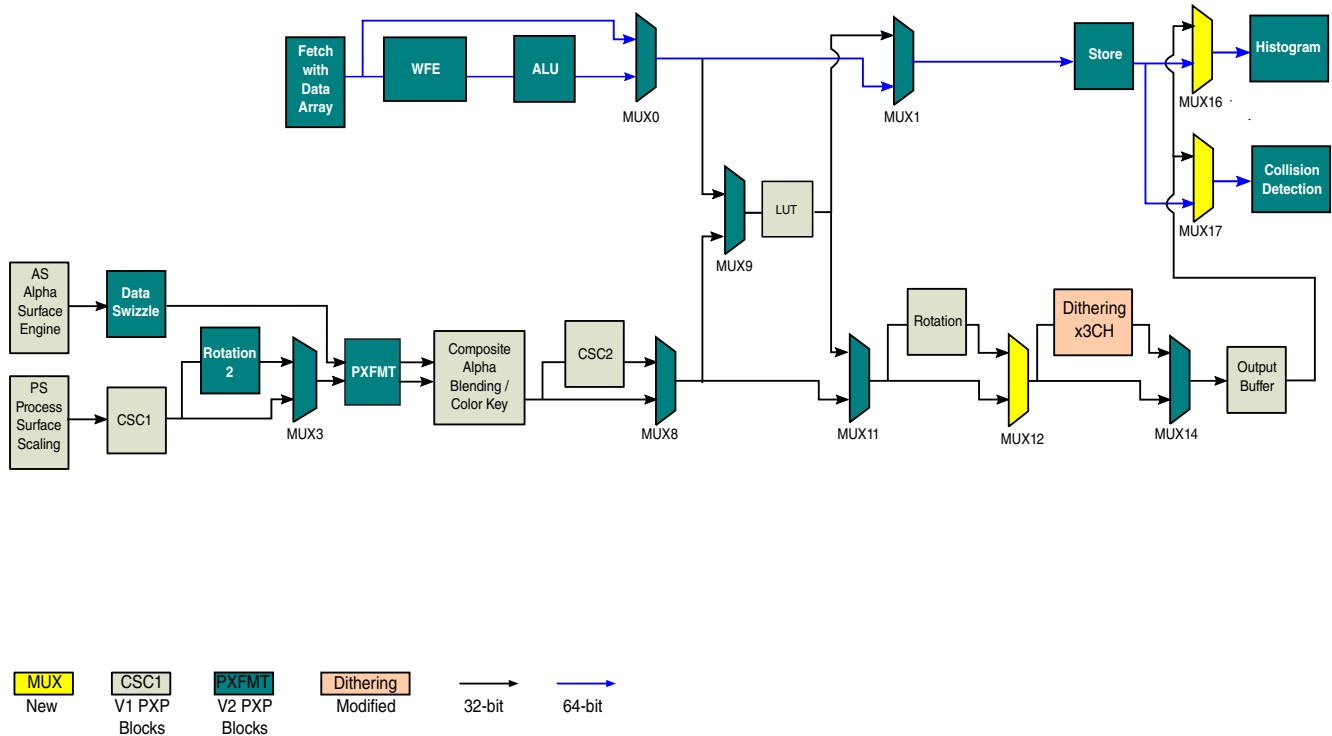 Fetch
with
Data
Array
WFE
ALU
MUX0
MUX1
Store
MUX16
Histogram
MUX17
Collision
Detection
LUT
MUX9
AS
Alpha
Surface
Engine
Data
Swizzle
PS
Process
Surface
Scaling
CSC1
Rotation
2
MUX3
PXFMT
Composite
Alpha
Blending /
Color Key
CSC2
MUX8
MUX11
Rotation
MUX12
Dithering
x3CH
MUX14
Output
Buffer
MUX
New
CSC1
V1 PXP
Blocks
PXFMT
V2 PXP
Blocks
Dithering
Modified
32-bit
64-bit